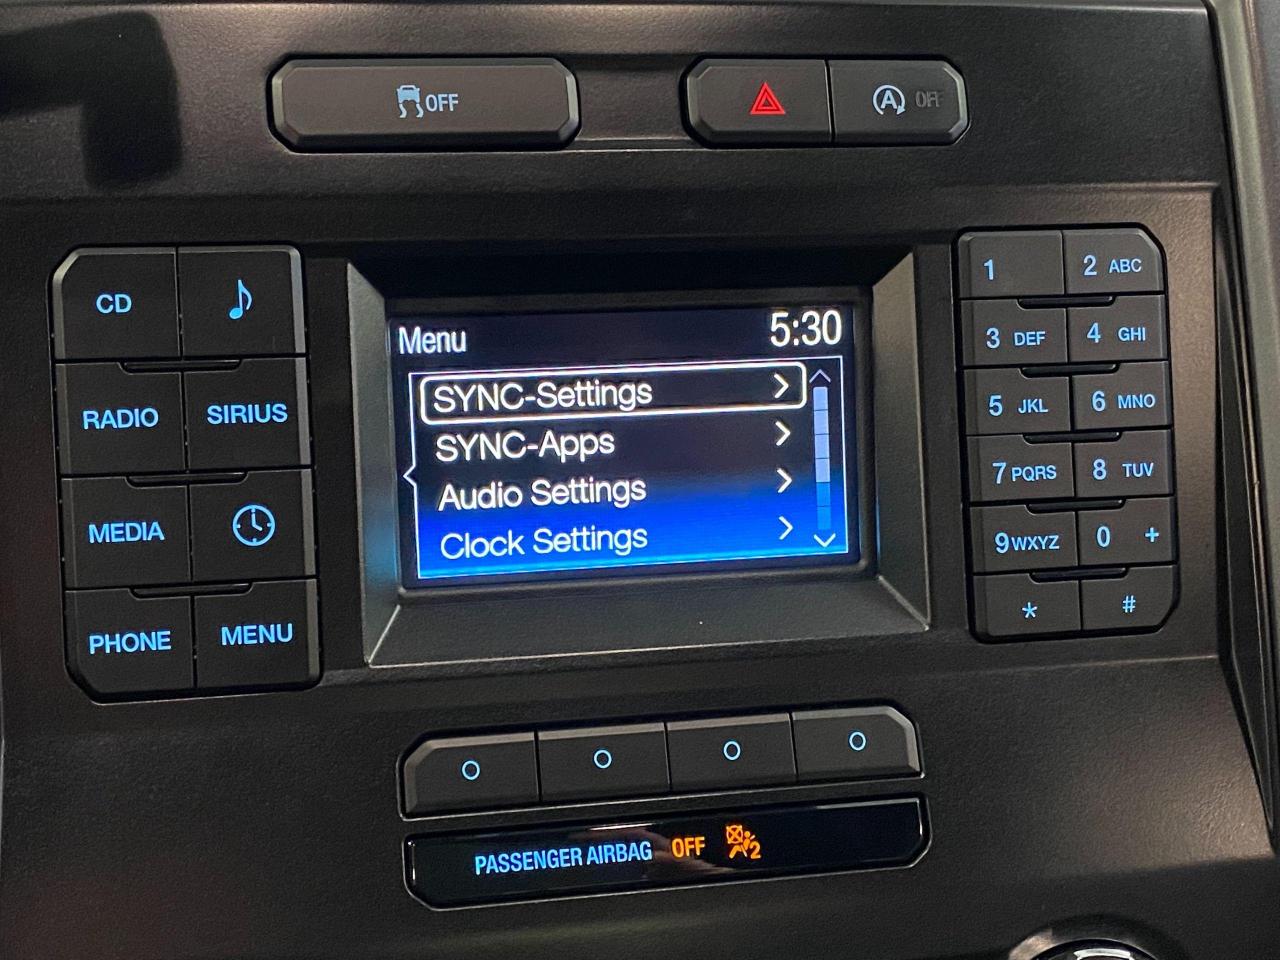 OFF
A OFF
CD
RADIO SIRIUS
MEDIA
PHONE MENU
Menu 5:30
SYNC-Settings
SYNC-Apps
Audio Settings
Clock Settings
1 2 ABC
3 DEF 4 GHI
5 JKL 6 MNO
7 PQRS 8 TUV
9 WXYZ 0 +
* #
PASSENGER AIRBAG OFF 2